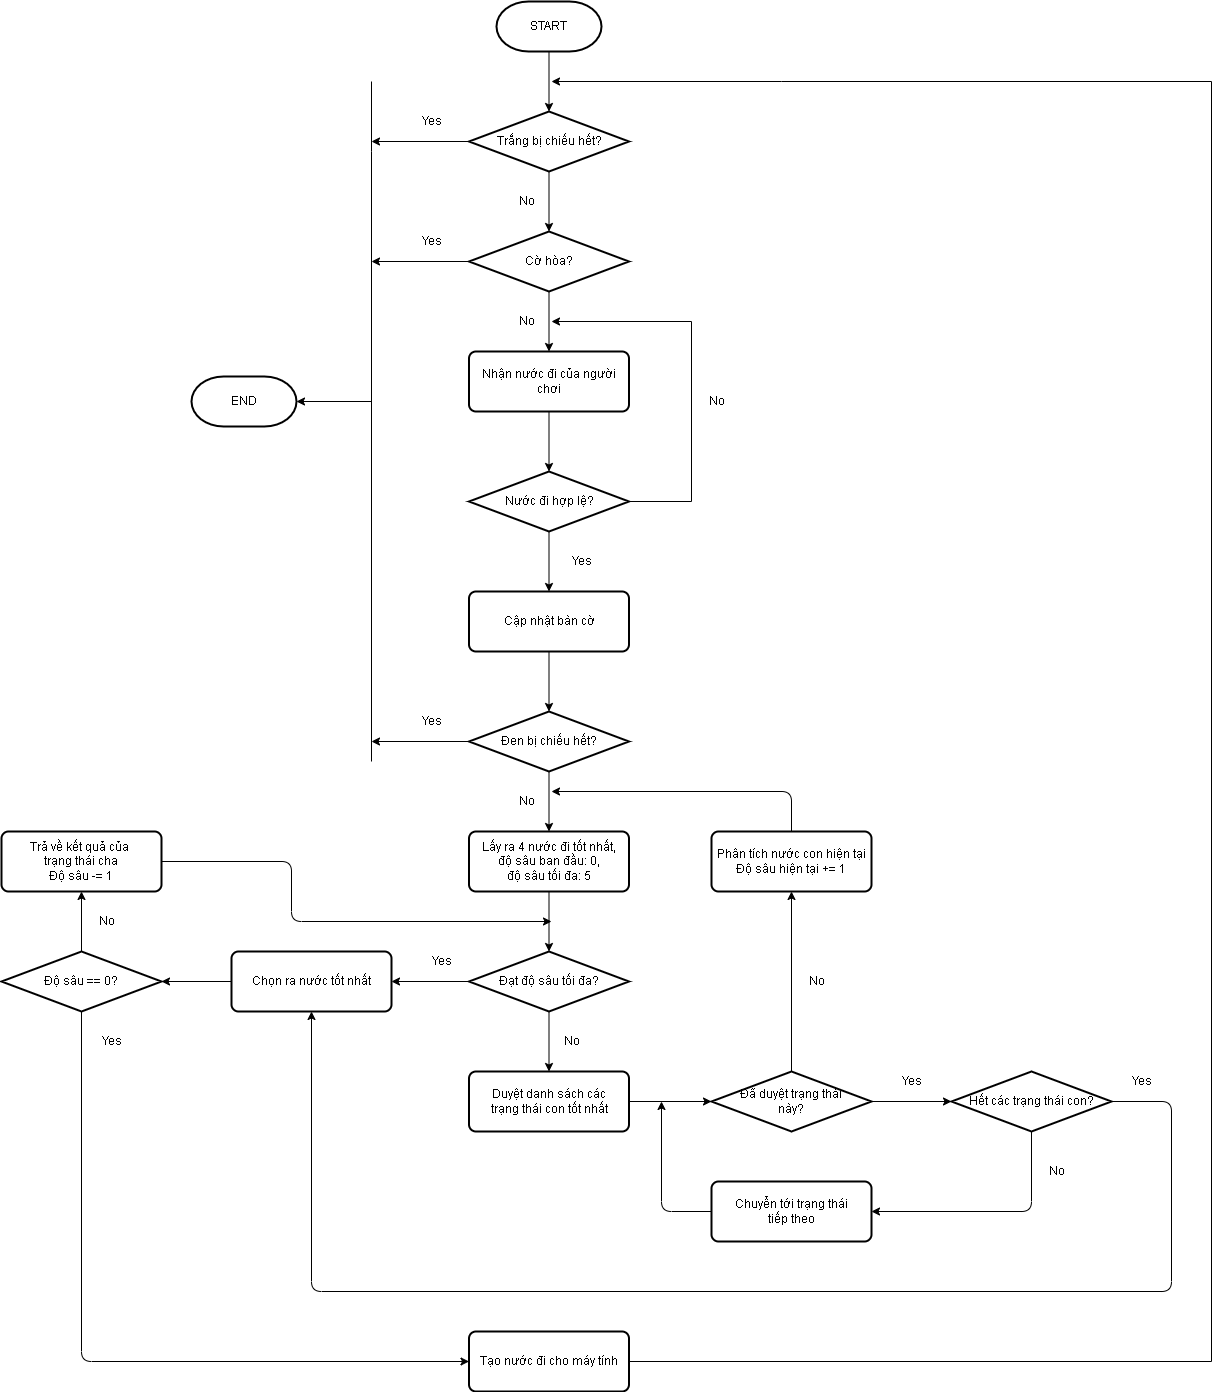 START
Yes
Trắng bị chiếu hết?
No
Yes
Cờ hòa?
No
Nhận nước đi của người
chơi
END
No
Nước đi hợp lệ?
Yes
Cập nhật bàn cờ
Yes
Đen bị chiếu hết?
No
Trả về kết quả của
trạng thái cha
Độ sâu -= 1
Lấy ra 4 nước đi tốt nhất,
độ sâu ban đầu: 0,
độ sâu tối đa: 5
Phân tích nước con hiện tại
Độ sâu hiện tại += 1
No
Độ sâu == 0?
Chọn ra nước tốt nhất
Yes
Đạt độ sâu tối đa?
No
Yes
No
Duyệt danh sách các
trạng thái con tốt nhất
Đã duyệt trạng thái
này?
Yes
Hết các trạng thái con?
Yes
No
Chuyển tới trạng thái
tiếp theo
Tạo nước đi cho máy tính